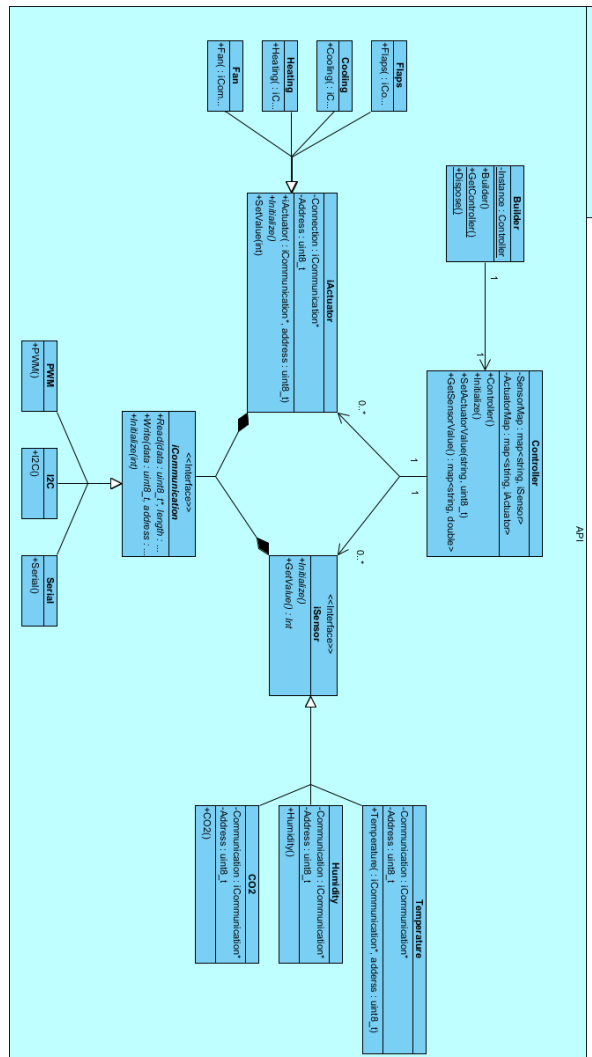 API
Builder
-Instance : Controller
+Builder()
+GetController()
+Dispose()
1
1
Controller
-SensorMap : map<string, iSensor>
-ActuatorMap : map<string, iActuator>
+Controller()
+Initialize()
+SetActuatorValue(string, uint8_t)
+GetSensorValue() : map<string, double>
1
1
0..*
0..*
Flaps
+Flaps( : iCo...
Cooling
+Cooling( : iC...
Heating
+Heating( : iC...
Fan
+Fan( : iCom...
iActuator
-Connection : iCommunication*
-Address : uint8_t
+iActuator( : iCommunication*, address : uint8_t)
+Initialize()
+SetValue(int)
<<Interface>>
iSensor
+Initialize()
+GetValue() : Int
Temperature
-Communication : iCommunication*
-Address : uint8_t
+Temperature( : iCommunication*, adderss : uint8_t)
Humidity
-Communication : iCommunication*
-Address : uint8_t
+Humidity()
CO2
-Communication : iCommunication*
-Address : uint8_t
+CO2()
<<Interface>>
iCommunication
+Read(data : uint8_t*, length : ...
+Write(data : uint8_t, address : ...
+Initialize(int)
PWM
+PWM()
I2C
+I2C()
Serial
+Serial()